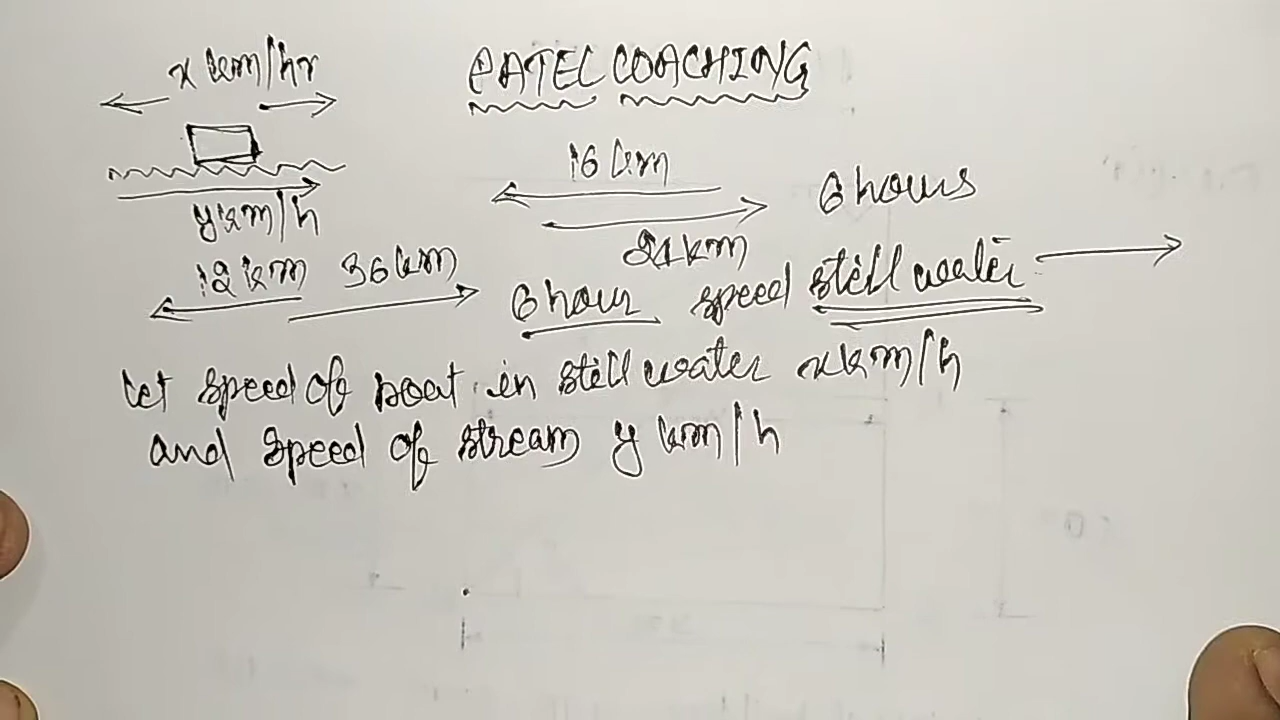 x km/hr
PATEL COACHING
16 km
6 hours
y km/h
24 km
12 km 36 km
6 hour speed still water
let speed of boat in still water x km/h
and speed of stream y km/h